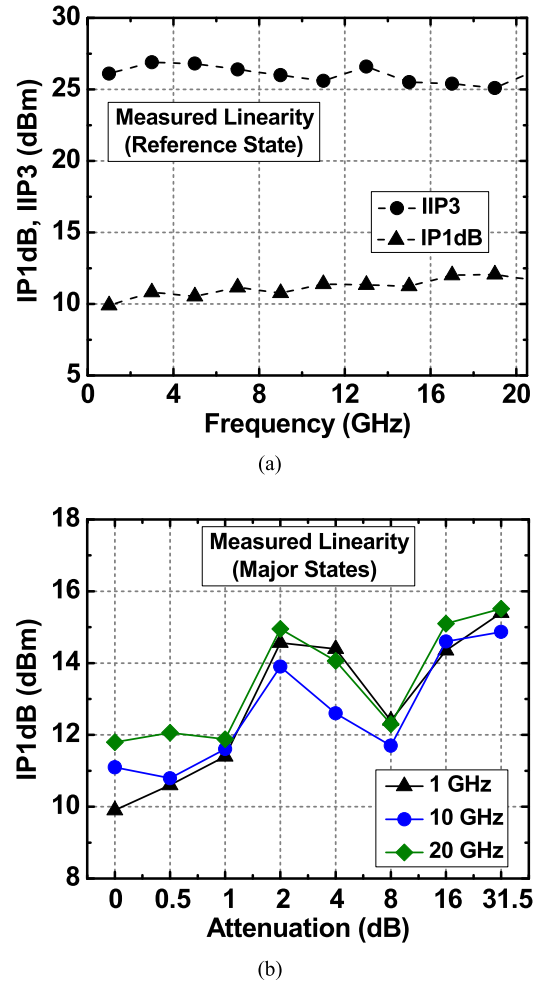 30
25
20
15
10
5
IP1dB, IIP3 (dBm)
Measured Linearity
(Reference State)
IIP3
IP1dB
0 4 8 12 16 20
Frequency (GHz)
(a)
18
16
14
12
10
8
IP1dB (dBm)
Measured Linearity
(Major States)
1 GHz
10 GHz
20 GHz
0 0.5 1 2 4 8 16 31.5
Attenuation (dB)
(b)